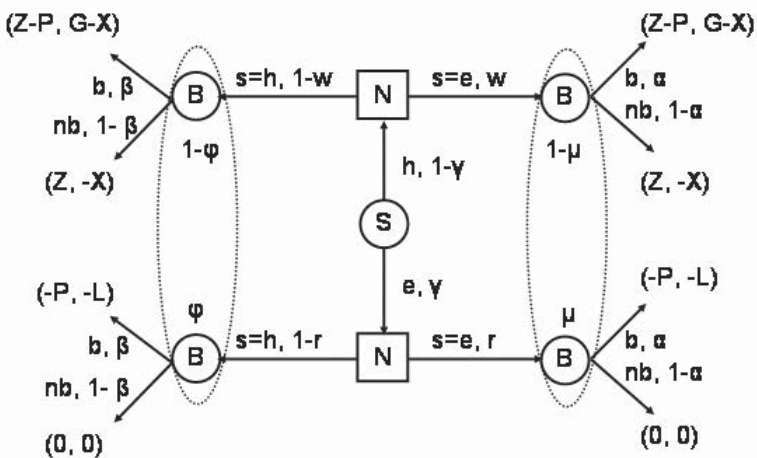 (Z-P, G-X)
(Z-P, G-X)
b, β
B
s=h, 1-w
N
s=e, w
B
b, α
nb, 1- β
nb, 1-α
1-φ
1-μ
(Z, -X)
h, 1-γ
(Z, -X)
S
(-P, -L)
e, γ
(-P, -L)
φ
μ
b, β
B
s=h, 1-r
N
s=e, r
B
b, α
nb, 1- β
nb, 1-α
(0, 0)
(0, 0)